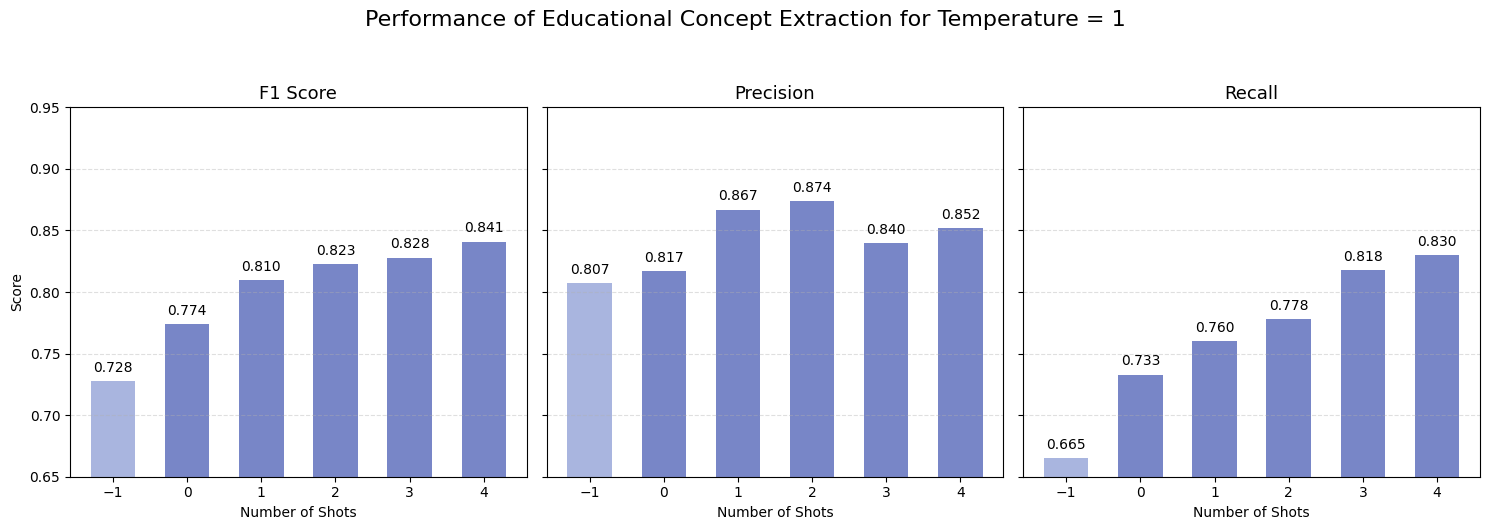 Performance of Educational Concept Extraction for Temperature = 1
F1 Score
Score
0.95
0.90
0.85
0.80
0.75
0.70
0.65
0.728
0.774
0.810
0.823
0.828
0.841
−1 0 1 2 3 4
Number of Shots
Precision
0.807
0.817
0.867
0.874
0.840
0.852
−1 0 1 2 3 4
Number of Shots
Recall
0.665
0.733
0.760
0.778
0.818
0.830
−1 0 1 2 3 4
Number of Shots